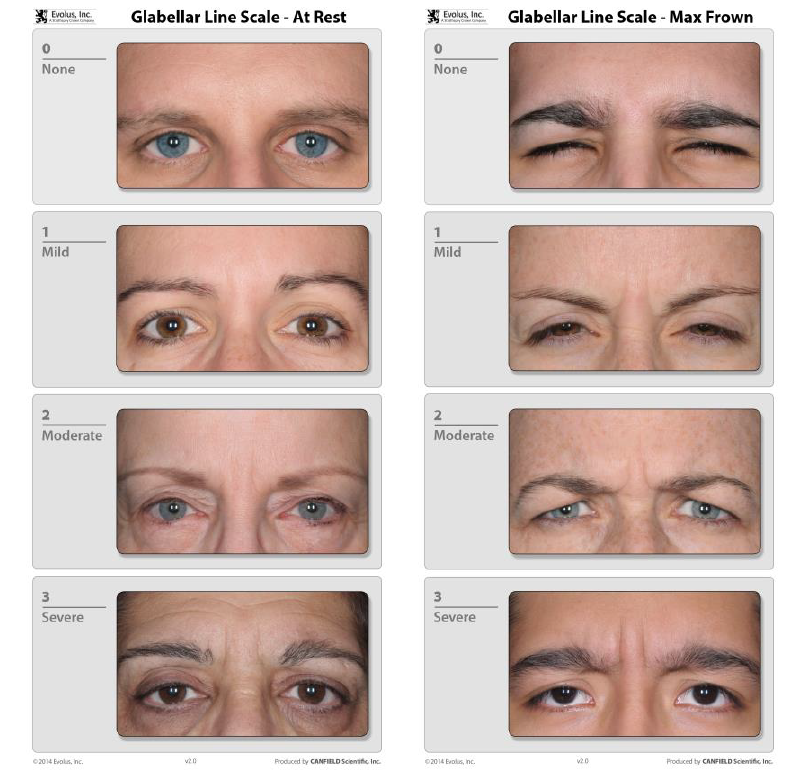 Evolus, Inc.
Glabellar Line Scale - At Rest
0
None
1
Mild
2
Moderate
3
Severe
©2014 Evolus, Inc.
v2.0
Produced by CANFIELD Scientific, Inc.
Evolus, Inc.
Glabellar Line Scale - Max Frown
0
None
1
Mild
2
Moderate
3
Severe
©2014 Evolus, Inc.
v2.0
Produced by CANFIELD Scientific, Inc.